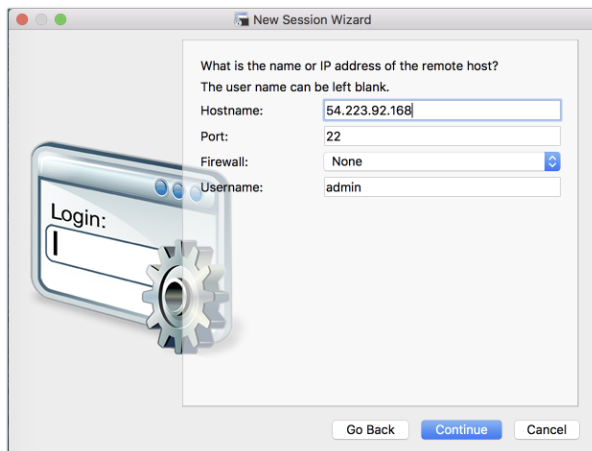 New Session Wizard
What is the name or IP address of the remote host?
The user name can be left blank.
Hostname: 54.223.92.168
Port: 22
Firewall: None
Username: admin
Login:
Go Back Continue Cancel